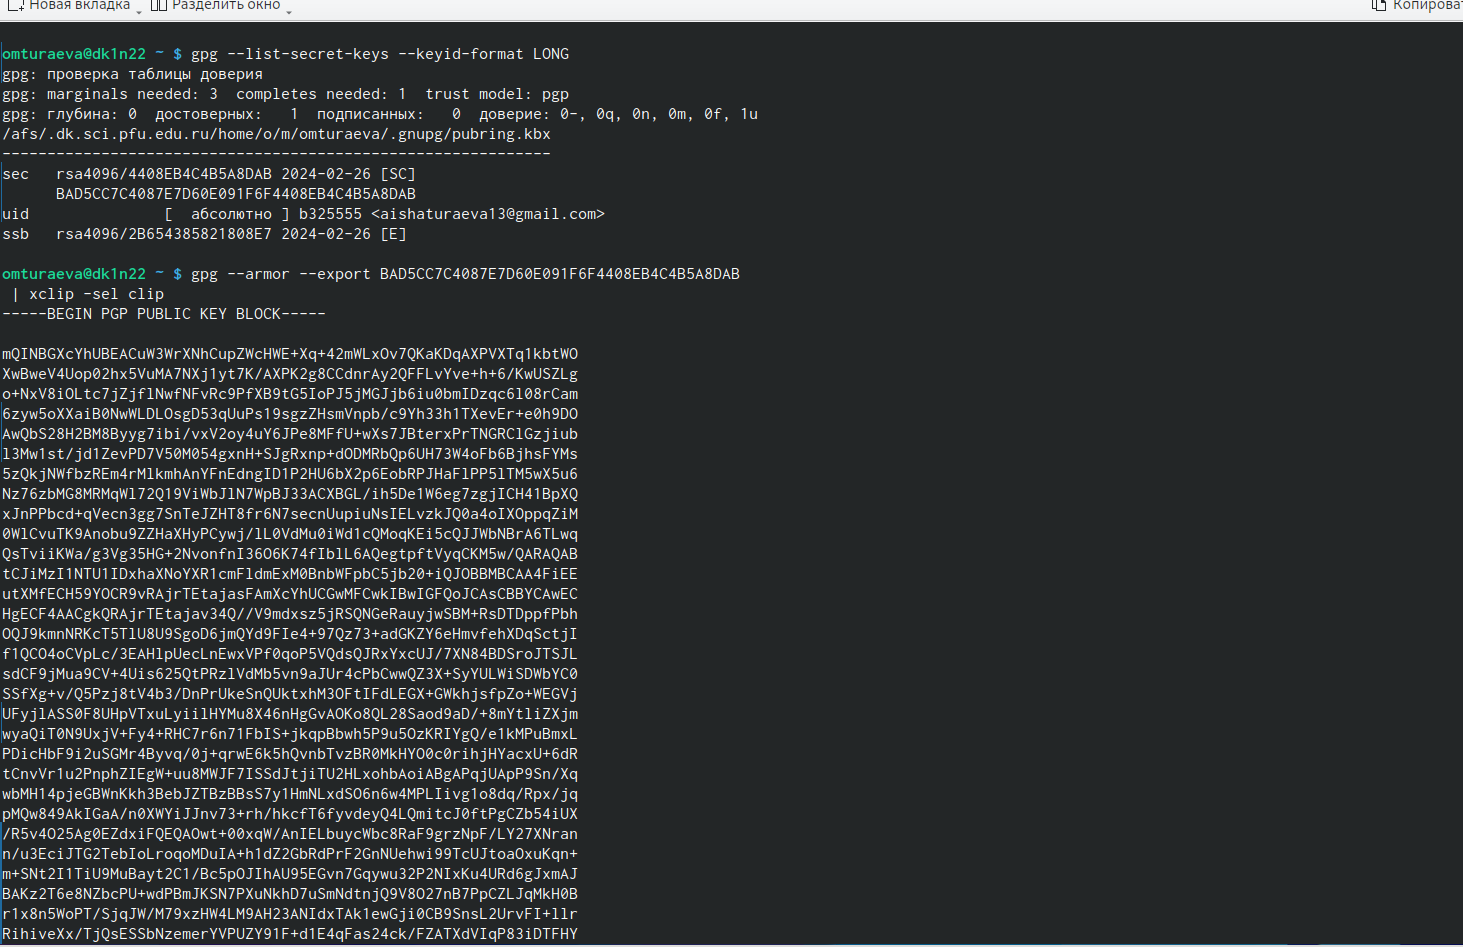 Новая вкладка Разделить окно Копироват
omturaeva@dk1n22 ~ $ gpg --list-secret-keys --keyid-format LONG
gpg: проверка таблицы доверия
gpg: marginals needed: 3  completes needed: 1  trust model: pgp
gpg: глубина: 0  достоверных:   1  подписанных:   0  доверие: 0-, 0q, 0n, 0m, 0f, 1u
/afs/.dk.sci.pfu.edu.ru/home/o/m/omturaeva/.gnupg/pubring.kbx
-------------------------------------------------------------
sec   rsa4096/4408EB4C4B5A8DAB 2024-02-26 [SC]
      BAD5CC7C4087E7D60E091F6F4408EB4C4B5A8DAB
uid               [  абсолютно ] b325555 <aishaturaeva13@gmail.com>
ssb   rsa4096/2B654385821808E7 2024-02-26 [E]
omturaeva@dk1n22 ~ $ gpg --armor --export BAD5CC7C4087E7D60E091F6F4408EB4C4B5A8DAB
 | xclip -sel clip
-----BEGIN PGP PUBLIC KEY BLOCK-----
mQINBGXcYhUBEACuW3WrXNhCupZWcHWE+Xq+42mWLxOv7QKaKDqAXPVXTq1kbtWO
XwBweV4Uop02hx5VuMA7NXj1yt7K/AXPK2g8CCdnrAy2QFFLvYve+h+6/KwUSZLg
o+NxV8iOLtc7jZjflNwfNFvRc9PfXB9tG5IoPJ5jMGJjb6iu0bmIDzqc6l08rCam
6zyw5oXXaiB0NwWLDLOsgD53qUuPs19sgzZHsmVnpb/c9Yh33h1TXevEr+e0h9DO
AwQbS28H2BM8Byyg7ibi/vxV2oy4uY6JPe8MFfU+wXs7JBterxPrTNGRClGzjiub
l3Mw1st/jd1ZevPD7V50M054gxnH+SJgRxnp+dODMRbQp6UH73W4oFb6BjhsFYMs
5zQkjNWfbzREm4rMlkmhAnYFnEdngID1P2HU6bX2p6EobRPJHaFlPP5lTM5wX5u6
Nz76zbMG8MRMqWl72Q19ViWbJlN7WpBJ33ACXBGL/ih5De1W6eg7zgjICH41BpXQ
xJnPPbcd+qVecn3gg7SnTeJZHT8fr6N7secnUupiuNsIELvzkJQ0a4oIXOppqZiM
0WlCvuTK9Anobu9ZZHaXHyPCywj/lL0VdMu0iWd1cQMoqKEi5cQJJWbNBrA6TLwq
QsTviiKWa/g3Vg35HG+2NvonfnI36O6K74fIblL6AQegtpftVyqCKM5w/QARAQAB
tCJiMzI1NTU1IDxhaXNoYXR1cmFldmExM0BnbWFpbC5jb20+iQJOBBMBCAA4FiEE
utXMfECH59YOCR9vRAjrTEtajasFAmXcYhUCGwMFCwkIBwIGFQoJCAsCBBYCAwEC
HgECF4AACgkQRAjrTEtajav34Q//V9mdxsz5jRSQNGeRauyjwSBM+RsDTDppfPbh
OQJ9kmnNRKcT5TlU8U9SgoD6jmQYd9FIe4+97Qz73+adGKZY6eHmvfehXDqSctjI
f1QCO4oCVpLc/3EAHlpUecLnEwxVPf0qoP5VQdsQJRxYxcUJ/7XN84BDSroJTSJL
sdCF9jMua9CV+4Uis625QtPRzlVdMb5vn9aJUr4cPbCwwQZ3X+SyYULWiSDWbYC0
SSfXg+v/Q5Pzj8tV4b3/DnPrUkeSnQUktxhM3OFtIFdLEGX+GWkhjsfpZo+WEGVj
UFyjlASS0F8UHpVTxuLyiilHYMu8X46nHgGvAOKo8QL28Saod9aD/+8mYtliZXjm
wyaQiT0N9UxjV+Fy4+RHC7r6n71FbIS+jkqpBbwh5P9u5OzKRIYgQ/e1kMPuBmxL
PDicHbF9i2uSGMr4Byvq/0j+qrwE6k5hQvnbTvzBR0MkHYO0c0rihjHYacxU+6dR
tCnvVr1u2PnphZIEgW+uu8MWJF7ISSdJtjiTU2HLxohbAoiABgAPqjUApP9Sn/Xq
wbMH14pjeGBWnKkh3BebJZTBzBBsS7y1HmNLxdSO6n6w4MPLIivg1o8dq/Rpx/jq
pMQw849AkIGaA/n0XWYiJJnv73+rh/hkcfT6fyvdeyQ4LQmitcJ0ftPgCZb54iUX
/R5v4O25Ag0EZdxiFQEQAOwt+00xqW/AnIELbuycWbc8RaF9grzNpF/LY27XNran
n/u3EciJTG2TebIoLroqoMDuIA+h1dZ2GbRdPrF2GnNUehwi99TcUJtoaOxuKqn+
m+SNt2I1TiU9MuBayt2C1/Bc5pOJIhAU95EGvn7Gqywu32P2NIxKu4URd6gJxmAJ
BAKz2T6e8NZbcPU+wdPBmJKSN7PXuNkhD7uSmNdtnjQ9V8O27nB7PpCZLJqMkH0B
r1x8n5WoPT/SjqJW/M79xzHW4LM9AH23ANIdxTAk1ewGji0CB9SnsL2UrvFI+llr
RihiveXx/TjQsESSbNzemerYVPUZY91F+d1E4qFas24ck/FZATXdVIqP83iDTFHY